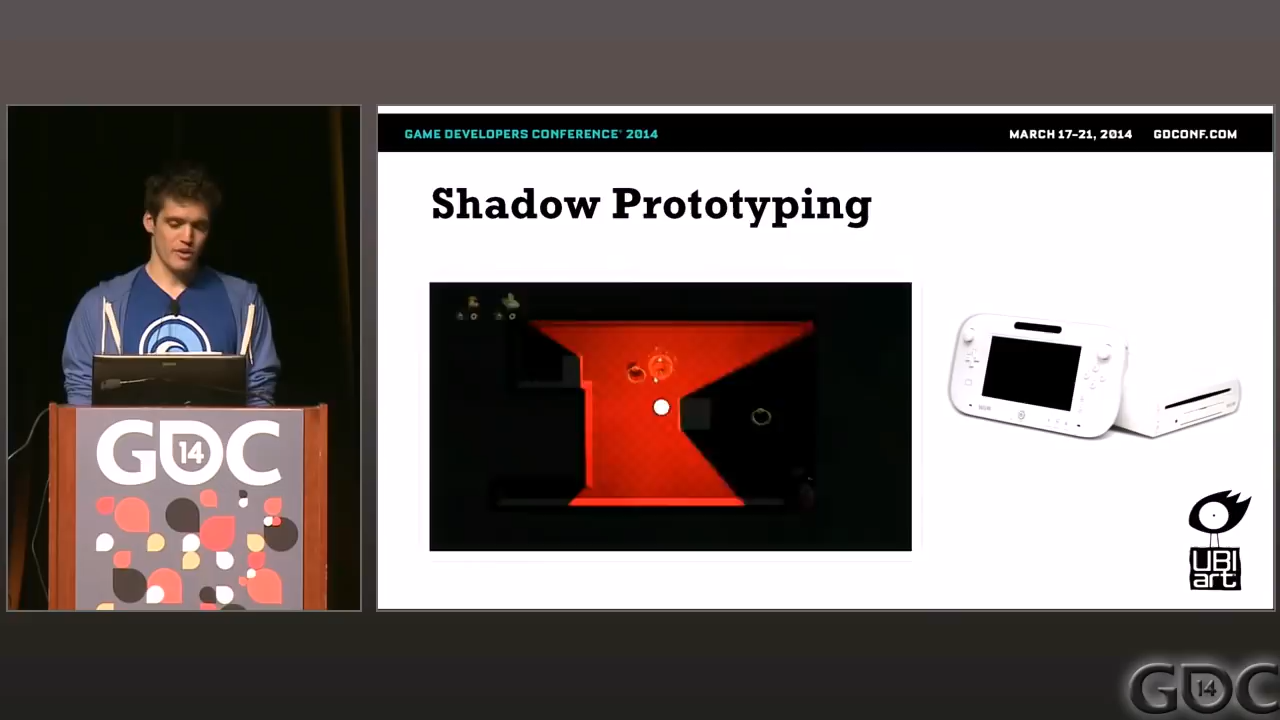 GAME DEVELOPERS CONFERENCE® 2014
MARCH 17-21, 2014 GDCONF.COM
Shadow Prototyping
GDC
14
UBI
art
GDC
14